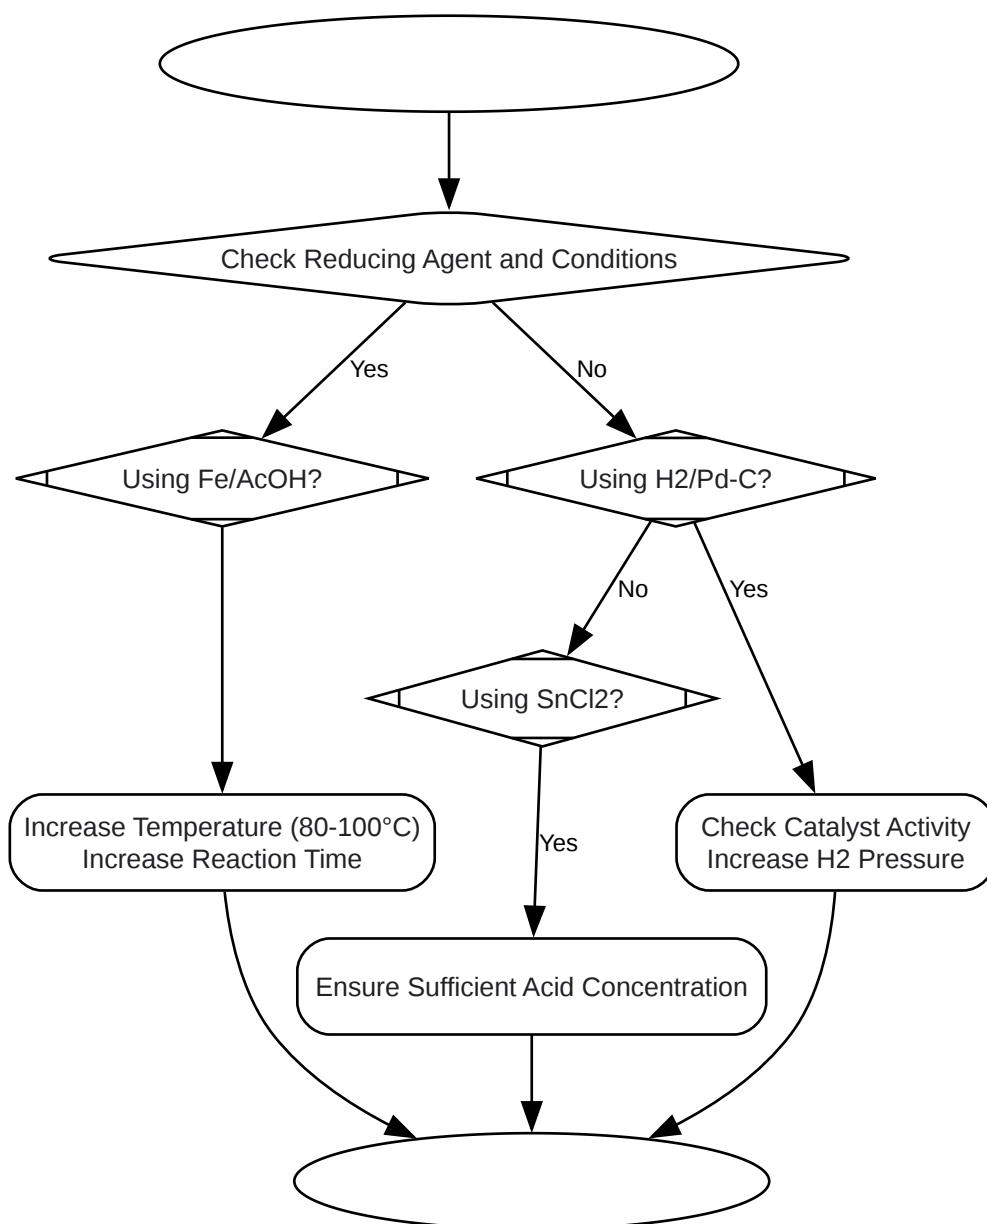 Check Reducing Agent and Conditions
Yes
No
Using Fe/AcOH?
Using H2/Pd-C?
No
Yes
Using SnCl2?
Increase Temperature (80-100°C)
Increase Reaction Time
Check Catalyst Activity
Increase H2 Pressure
Yes
Ensure Sufficient Acid Concentration